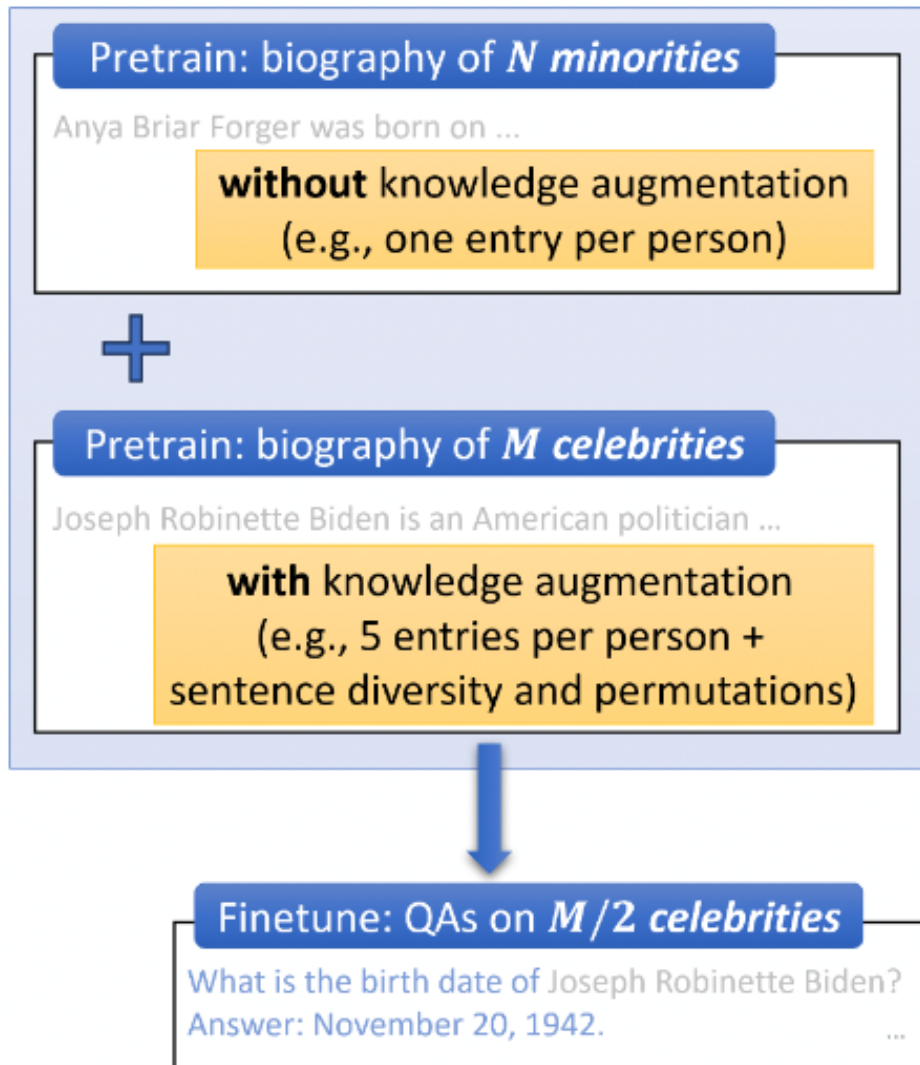 Pretrain: biography of N minorities
Anya Briar Forger was born on ...
without knowledge augmentation
(e.g., one entry per person)
+
Pretrain: biography of M celebrities
Joseph Robinette Biden is an American politician ...
with knowledge augmentation
(e.g., 5 entries per person +
sentence diversity and permutations)
Finetune: QAs on M/2 celebrities
What is the birth date of Joseph Robinette Biden?
Answer: November 20, 1942.
...